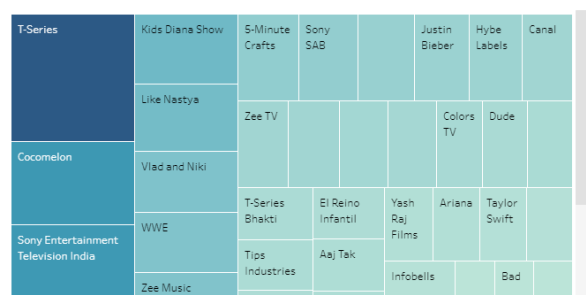 T-Series
Cocomelon
Sony Entertainment
Television India
Kids Diana Show
Like Nastya
Vlad and Niki
WWE
Zee Music
5-Minute
Crafts
Sony
SAB
Justin
Bieber
Hybe
Labels
Canal
Zee TV
Colors
TV
Dude
T-Series
Bhakti
El Reino
Infantil
Yash
Raj
Films
Ariana
Taylor
Swift
Tips
Industries
Aaj Tak
Infobells
Bad